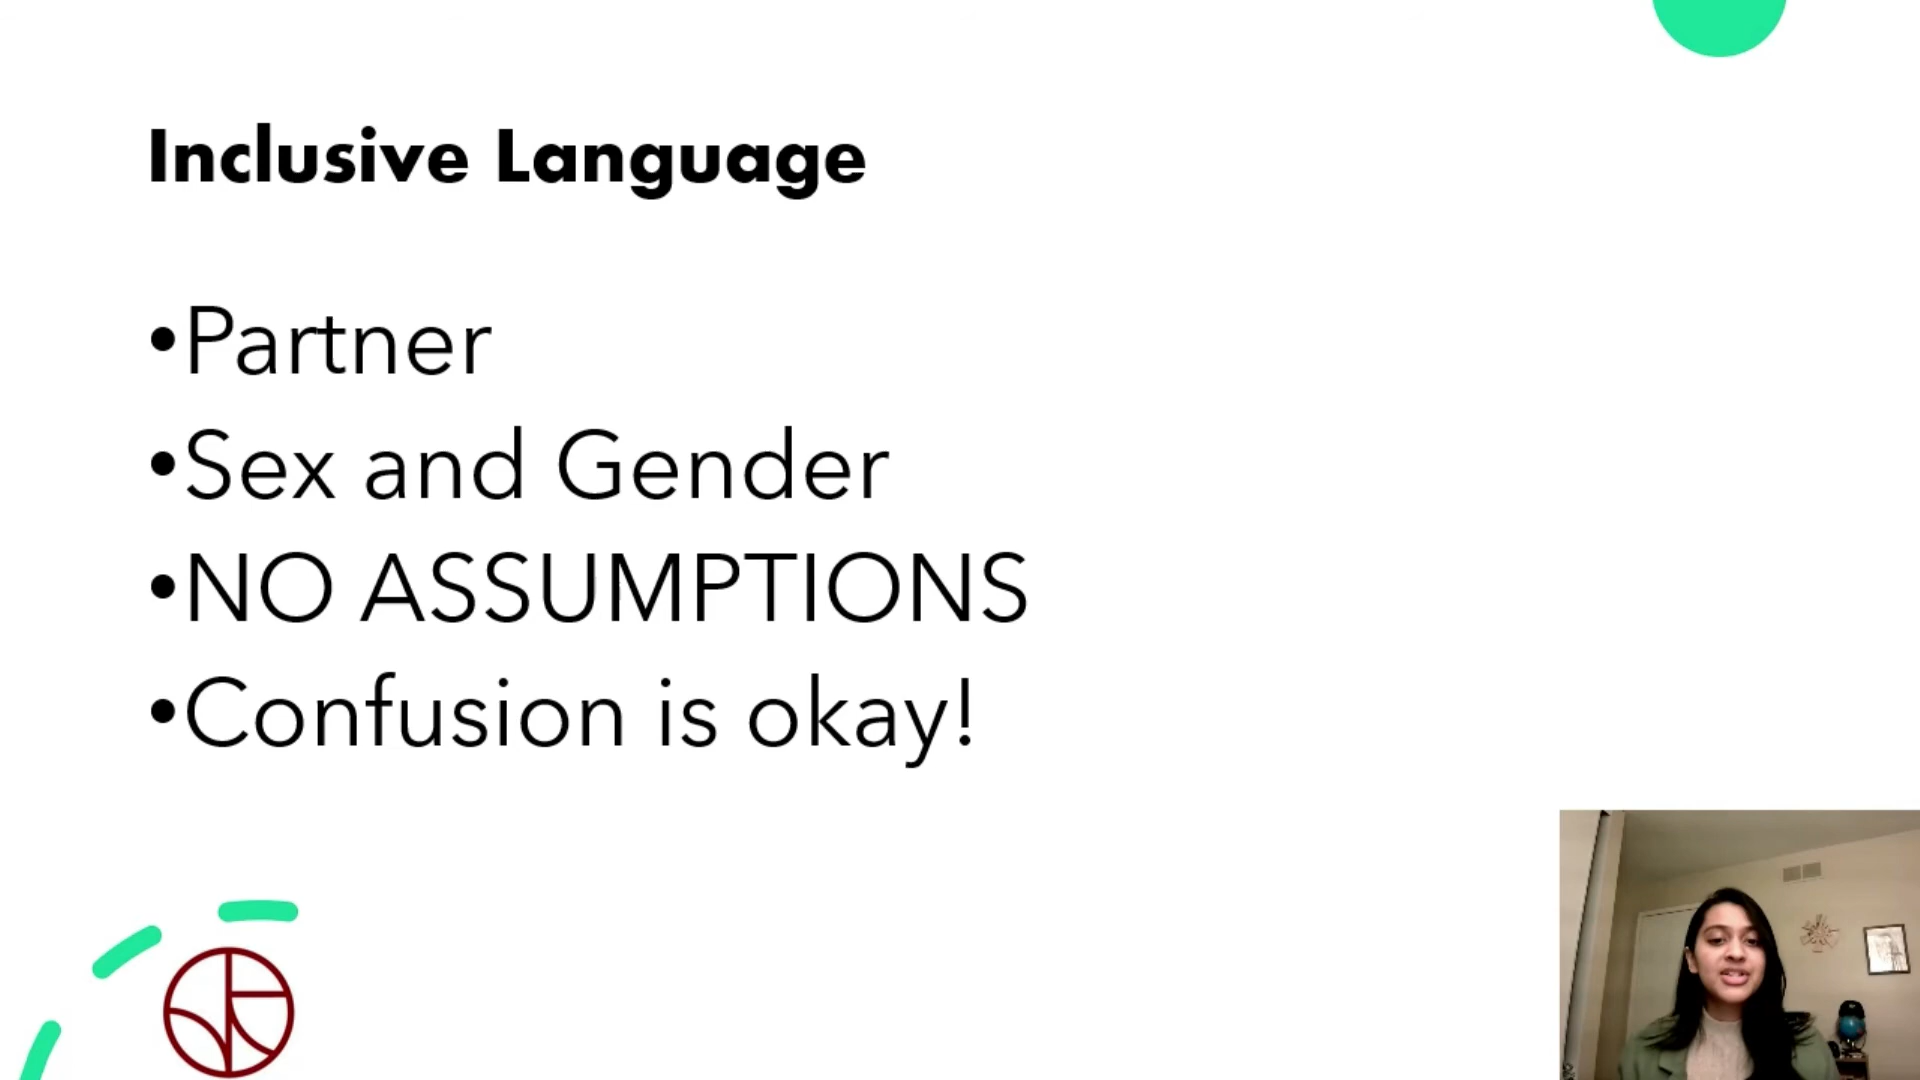 Inclusive Language
•Partner
•Sex and Gender
•NO ASSUMPTIONS
•Confusion is okay!